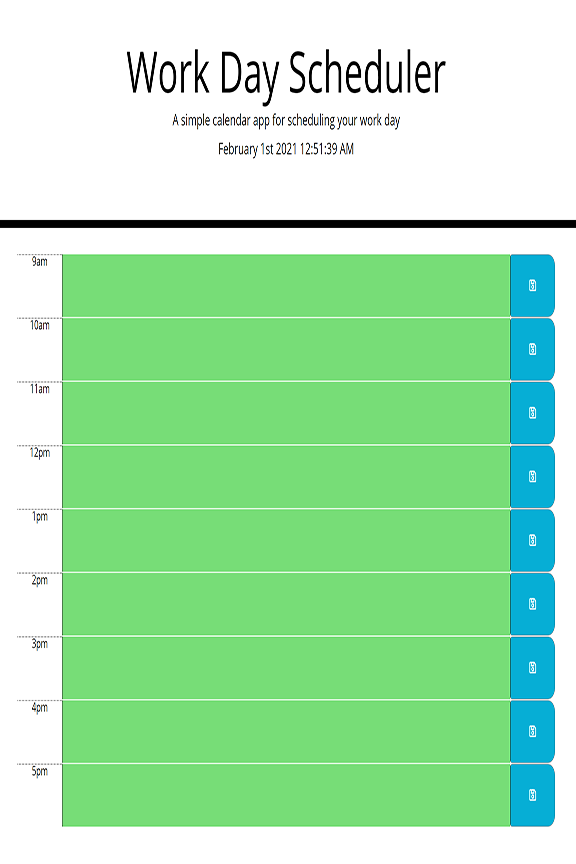 Work Day Scheduler
A simple calendar app for scheduling your work day
February 1st 2021 12:51:39 AM
9am
10am
11am
12pm
1pm
2pm
3pm
4pm
5pm